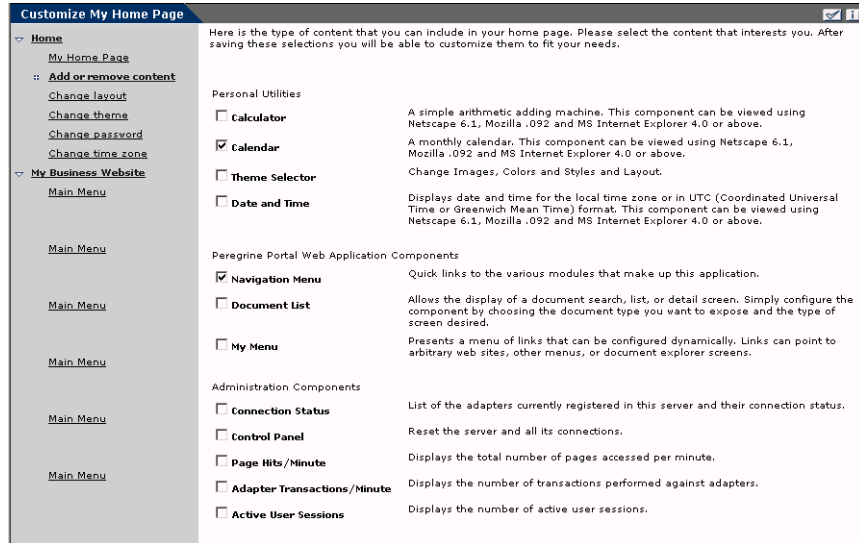 Customize My Home Page
Home
My Home Page
Add or remove content
Change layout
Change theme
Change password
Change time zone
My Business Website
Main Menu
Main Menu
Main Menu
Main Menu
Main Menu
Main Menu
Here is the type of content that you can include in your home page. Please select the content that interests you. After
saving these selections you will be able to customize them to fit your needs.
Personal Utilities
Calculator
A simple arithmetic adding machine. This component can be viewed using
Netscape 6.1, Mozilla .092 and MS Internet Explorer 4.0 or above.
Calendar
A monthly calendar. This component can be viewed using Netscape 6.1,
Mozilla .092 and MS Internet Explorer 4.0 or above.
Theme Selector
Change Images, Colors and Styles and Layout.
Date and Time
Displays date and time for the local time zone or in UTC (Coordinated Universal
Time or Greenwich Mean Time) format. This component can be viewed using
Netscape 6.1, Mozilla .092 and MS Internet Explorer 4.0 or above.
Peregrine Portal Web Application Components
Navigation Menu
Quick links to the various modules that make up this application.
Document List
Allows the display of a document search, list, or detail screen. Simply configure the
component by choosing the document type you want to expose and the type of
screen desired.
My Menu
Presents a menu of links that can be configured dynamically. Links can point to
arbitrary web sites, other menus, or document explorer screens.
Administration Components
Connection Status
List of the adapters currently registered in this server and their connection status.
Control Panel
Reset the server and all its connections.
Page Hits/Minute
Displays the total number of pages accessed per minute.
Adapter Transactions/Minute
Displays the number of transactions performed against adapters.
Active User Sessions
Displays the number of active user sessions.